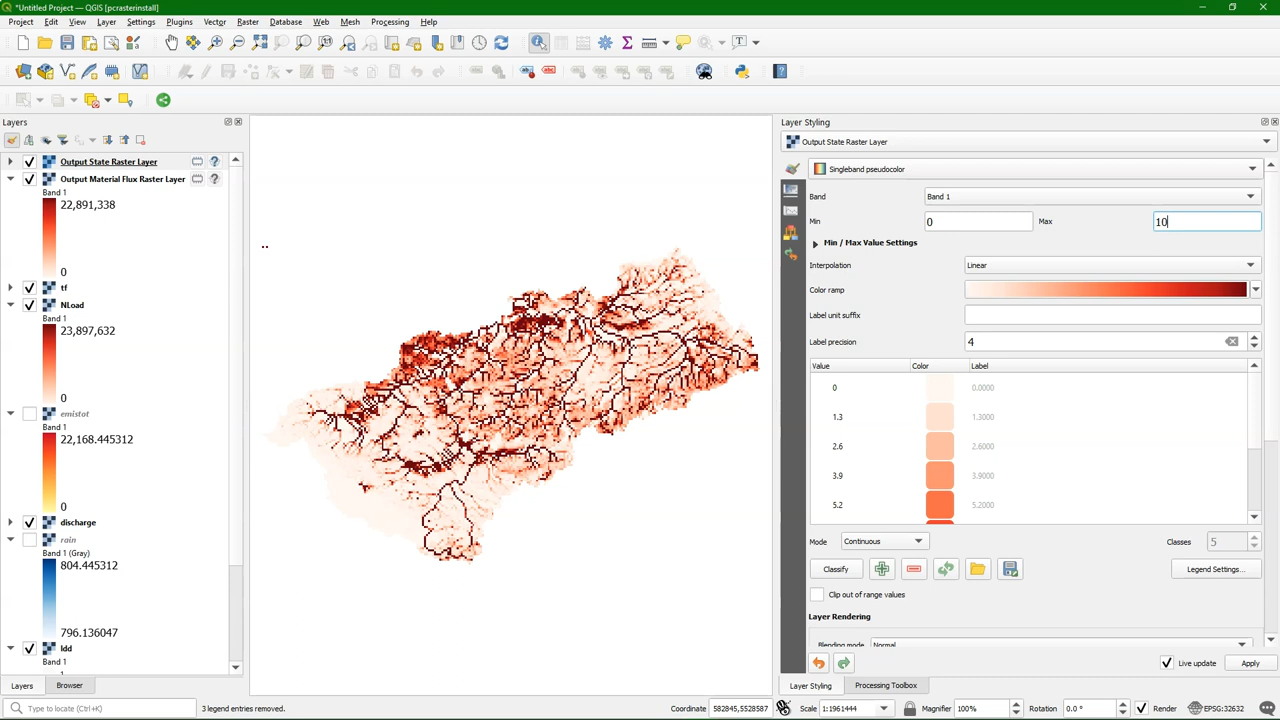 *Untitled Project — QGIS [pcrasterinstall]
Project Edit View Layer Settings Plugins Vector Raster Database Web Mesh Processing Help
Layers
Output State Raster Layer
Output Material Flux Raster Layer
Band 1
22,891,338
0
tf
NLoad
Band 1
23,897,632
0
emistot
Band 1
22,168.445312
0
discharge
rain
Band 1 (Gray)
804.445312
796.136047
ldd
Band 1
Layers Browser
Layer Styling
Output State Raster Layer
Singleband pseudocolor
Band Band 1
Min 0 Max 10
Min / Max Value Settings
Interpolation Linear
Color ramp
Label unit suffix
Label precision 4
Value Color Label
0 0.0000
1.3 1.3000
2.6 2.6000
3.9 3.9000
5.2 5.2000
Mode Continuous Classes 5
Classify Legend Settings...
Clip out of range values
Layer Rendering
Blending mode Normal
Live update Apply
Layer Styling Processing Toolbox
Type to locate (Ctrl+K) 3 legend entries removed. Coordinate 582845,5528587 Scale 1:1961444 Magnifier 100% Rotation 0.0 ° Render EPSG:32632